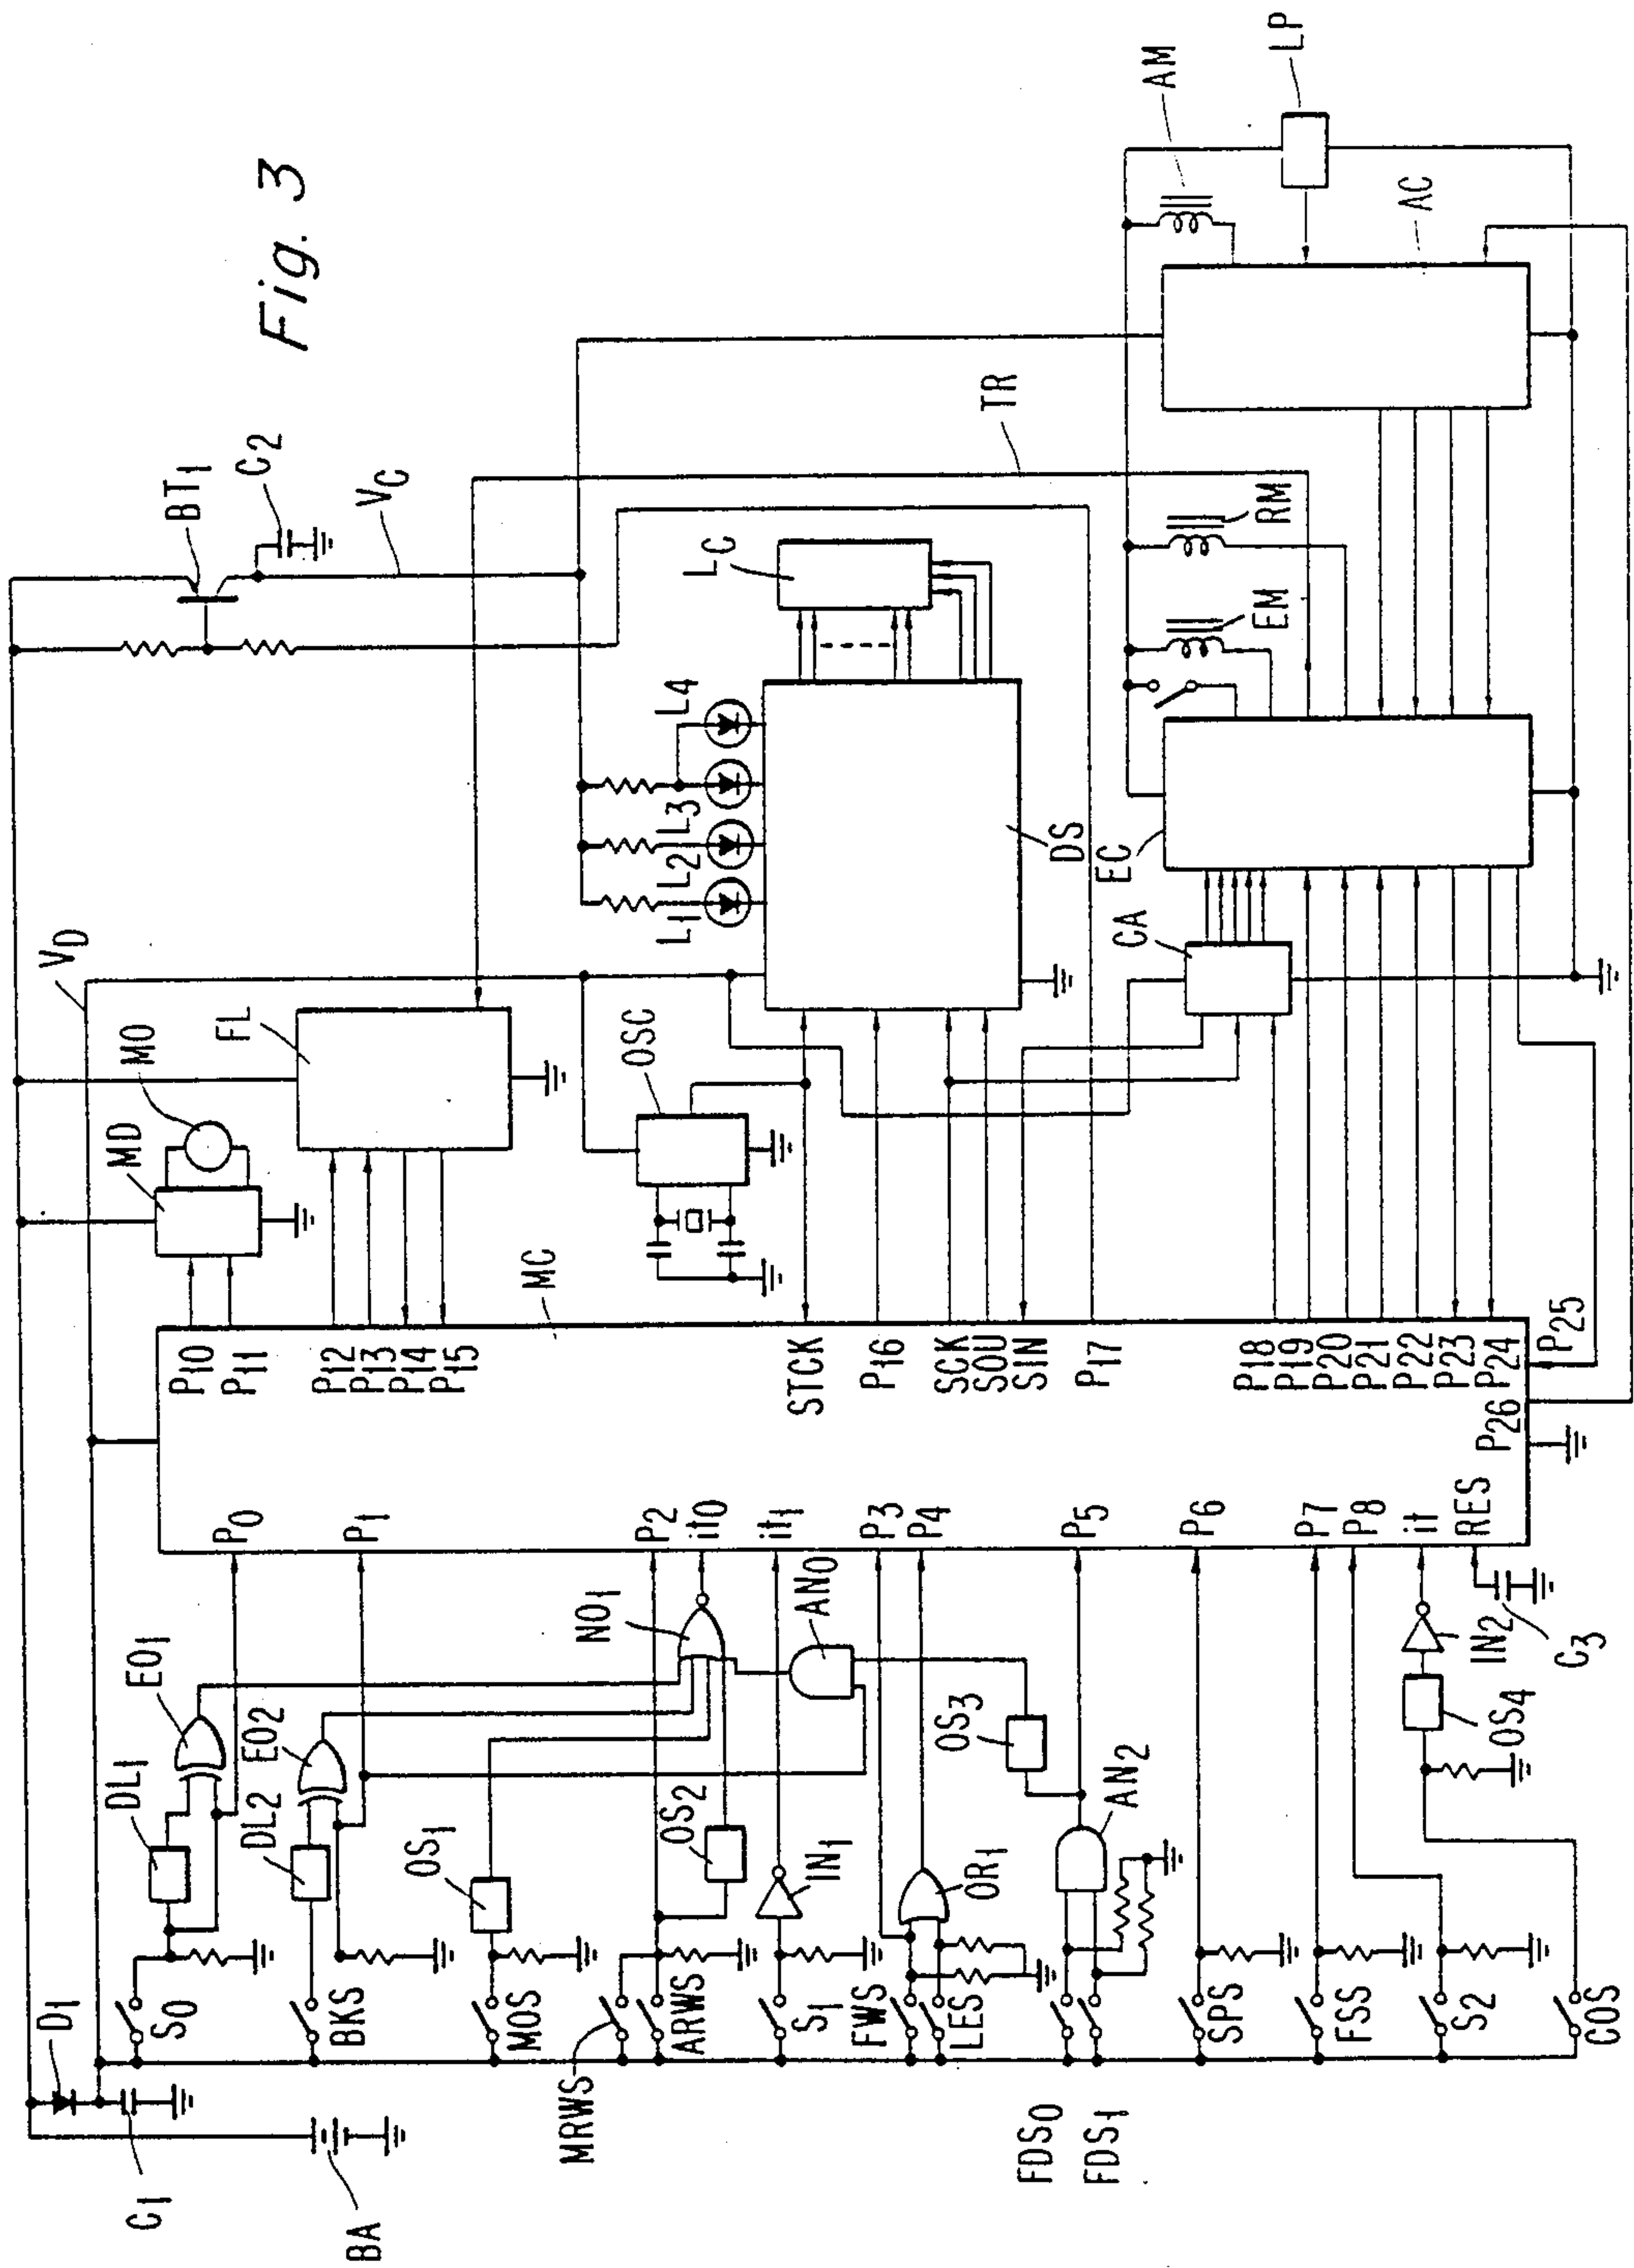 Fig. 3
BA
C1
D1
VD
BT1
C2
VC
S0
BKS
MOS
MRWS
ARWS
S1
FWS
LES
FDS0
FDS1
SPS
FSS
S2
COS
DL1
EO1
DL2
EO2
OS1
OS2
NO1
IN1
AN0
OR1
OS3
AN2
OS4
IN2
C3
P0
P1
P2
it0
it1
P3
P4
P5
P6
P7
P8
it
RES
MC
P10
P11
P12
P13
P14
P15
STCK
P16
SCK
SOU
SIN
P17
P18
P19
P20
P21
P22
P23
P24
P25
P26
MD
MO
FL
OSC
L1
L2
L3
L4
LC
DS
TR
CA
EC
EM
RM
AC
AM
LP